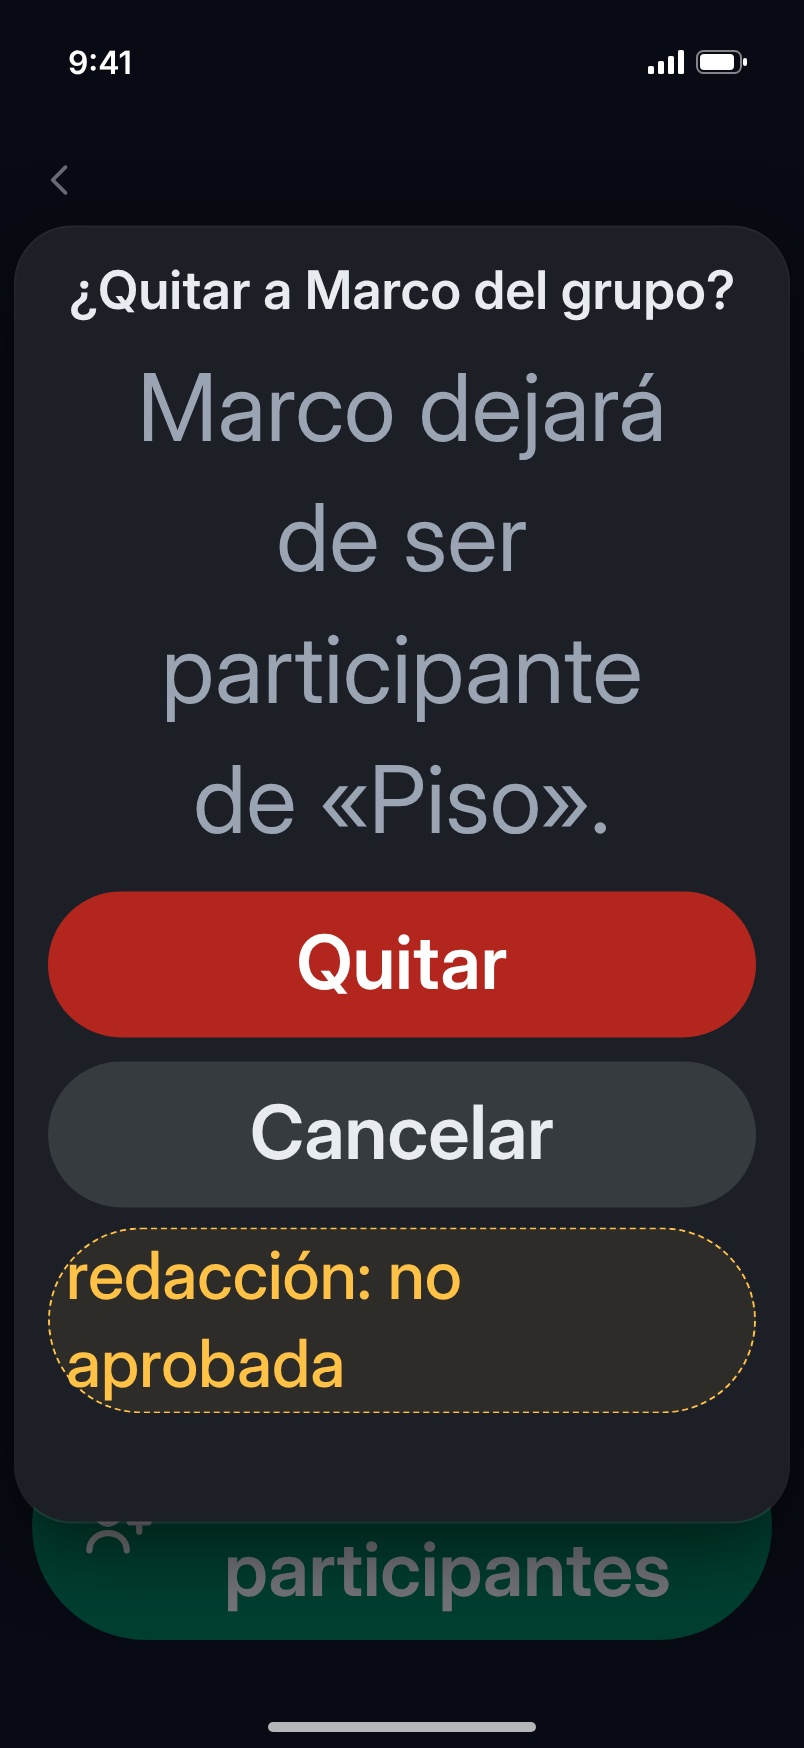 9:41
¿Quitar a Marco del grupo?
Marco dejará
de ser
participante
de «Piso».
Quitar
Cancelar
redacción: no
aprobada
participantes